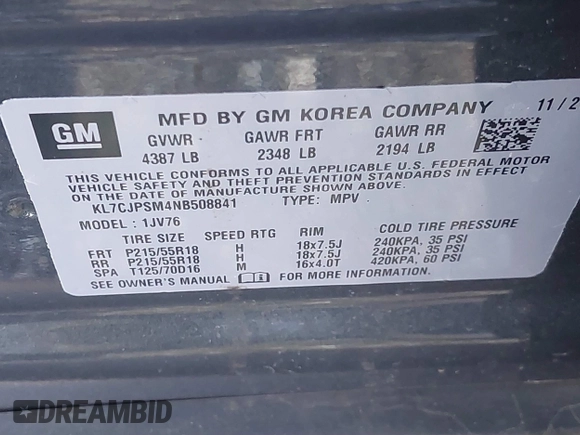 GM
MFD BY GM KOREA COMPANY 11/2
GVWR GAWR FRT GAWR RR
4387 LB 2348 LB 2194 LB
THIS VEHICLE CONFORMS TO ALL APPLICABLE U.S. FEDERAL MOTOR
VEHICLE SAFETY AND THEFT PREVENTION STANDARDS IN EFFECT
ON THE DATE OF MANUFACTURE SHOWN ABOVE.
KL7CJPSM4NB508841 TYPE: MPV
MODEL: 1JV76
TIRE SIZE SPEED RTG RIM COLD TIRE PRESSURE
FRT P215/55R18 H 18x7.5J 240KPA, 35 PSI
RR P215/55R18 H 18x7.5J 240KPA, 35 PSI
SPA T125/70D16 M 16x4.0T 420KPA, 60 PSI
SEE OWNER'S MANUAL FOR MORE INFORMATION.
DREAMBID